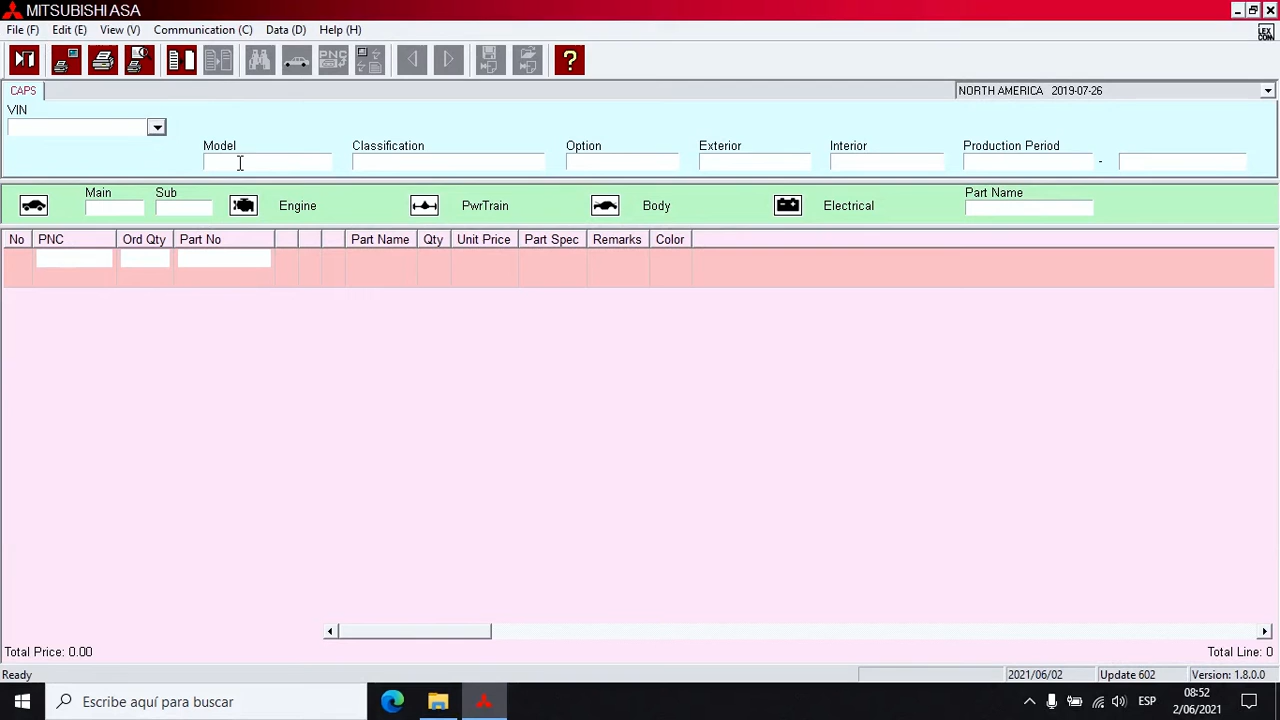 MITSUBISHI ASA
File (F) Edit (E) View (V) Communication (C) Data (D) Help (H)
PNC
?
LEX
COM
CAPS
NORTH AMERICA 2019-07-26
VIN
Model Classification Option Exterior Interior Production Period
-
Main Sub Engine PwrTrain Body Electrical Part Name
No PNC Ord Qty Part No Part Name Qty Unit Price Part Spec Remarks Color
Total Price: 0.00 Total Line: 0
Ready 2021/06/02 Update 602 Version: 1.8.0.0
Escribe aquí para buscar
ESP
08:52
2/06/2021